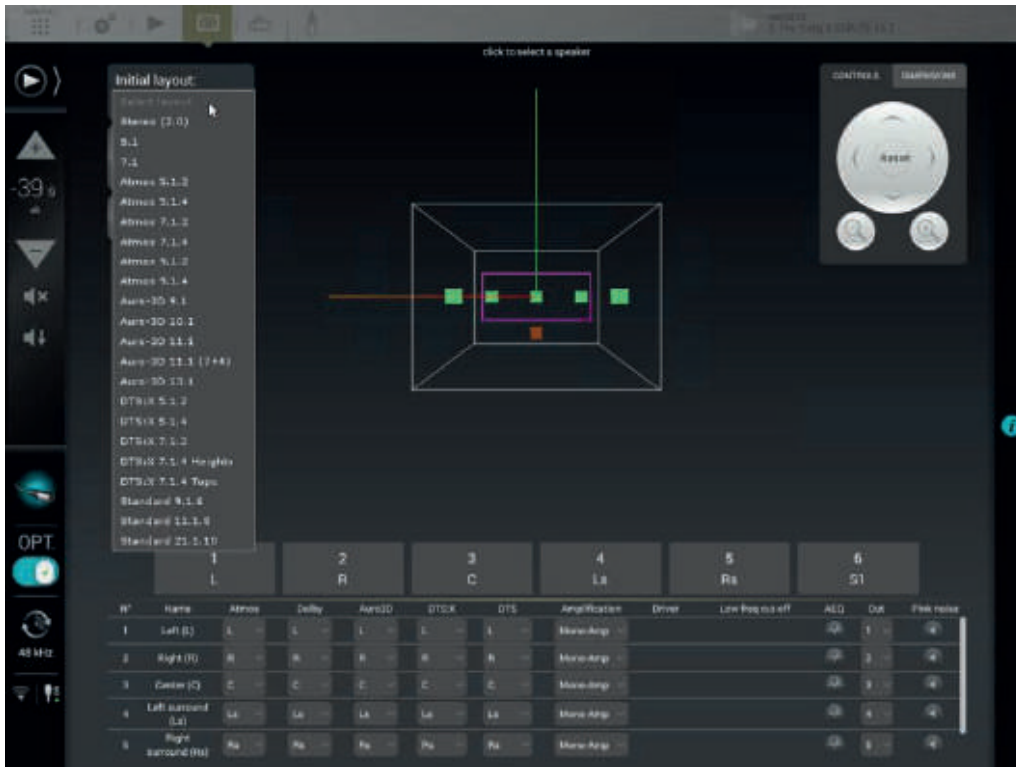 click to select a speaker
Initial layout:
Select layout
Stereo (2.0)
5.1
7.1
Atmos 5.1.2
Atmos 5.1.4
Atmos 7.1.2
Atmos 7.1.4
Atmos 9.1.2
Atmos 9.1.4
Auro-3D 9.1
Auro-3D 10.1
Auro-3D 11.1
Auro-3D 11.1 (7+4)
Auro-3D 13.1
DTS:X 5.1.2
DTS:X 5.1.4
DTS:X 7.1.2
DTS:X 7.1.4 Heights
DTS:X 7.1.4 Tops
Standard 9.1.6
Standard 11.1.8
Standard 21.1.10
CONTROLS DIMENSIONS
Reset
-39
OPT.
48 kHz
1 2 3 4 5 6
L R C Ls Rs S1
N° Name Atmos Dolby Auro3D DTS:X DTS Amplification Driver Low freq cut off AEQ Out Pink noise
1 Left (L) L L L L L Mono Amp 1
2 Right (R) R R R R R Mono Amp 2
3 Center (C) C C C C C Mono Amp 3
4 Left surround (Ls) Ls Ls Ls Ls Ls Mono Amp 4
5 Right surround (Rs) Rs Rs Rs Rs Rs Mono Amp 5